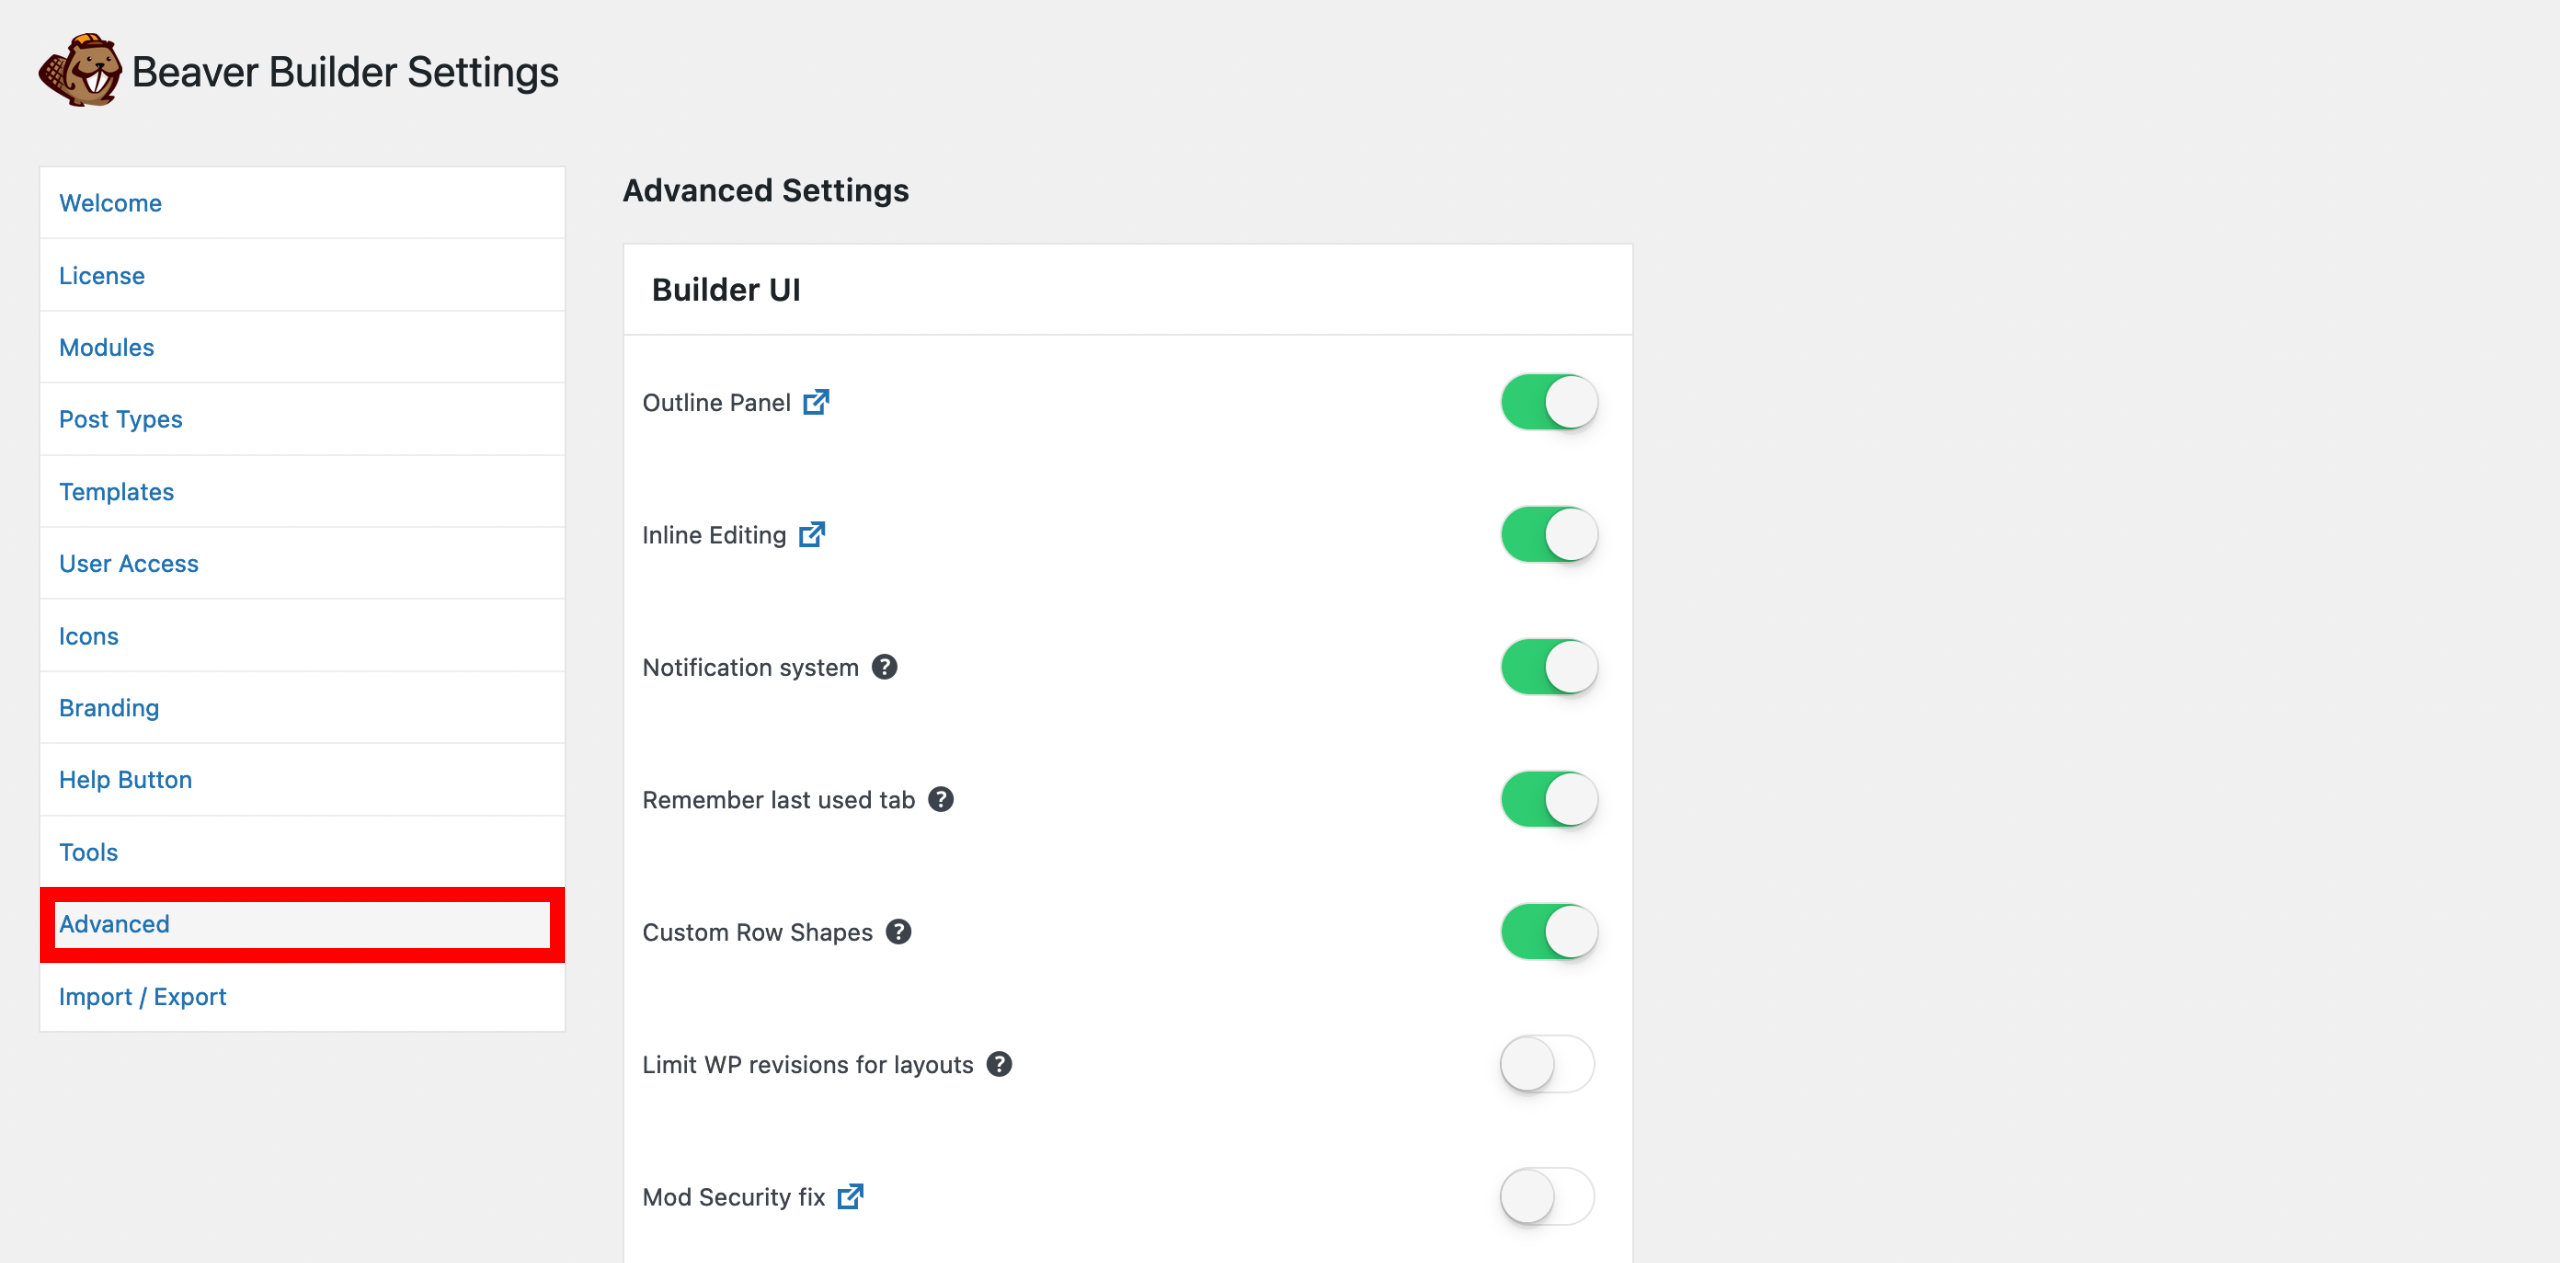 Beaver Builder Settings
Welcome
License
Modules
Post Types
Templates
User Access
Icons
Branding
Help Button
Tools
Advanced
Import / Export
Advanced Settings
Builder UI
Outline Panel
Inline Editing
Notification system ?
Remember last used tab ?
Custom Row Shapes ?
Limit WP revisions for layouts ?
Mod Security fix